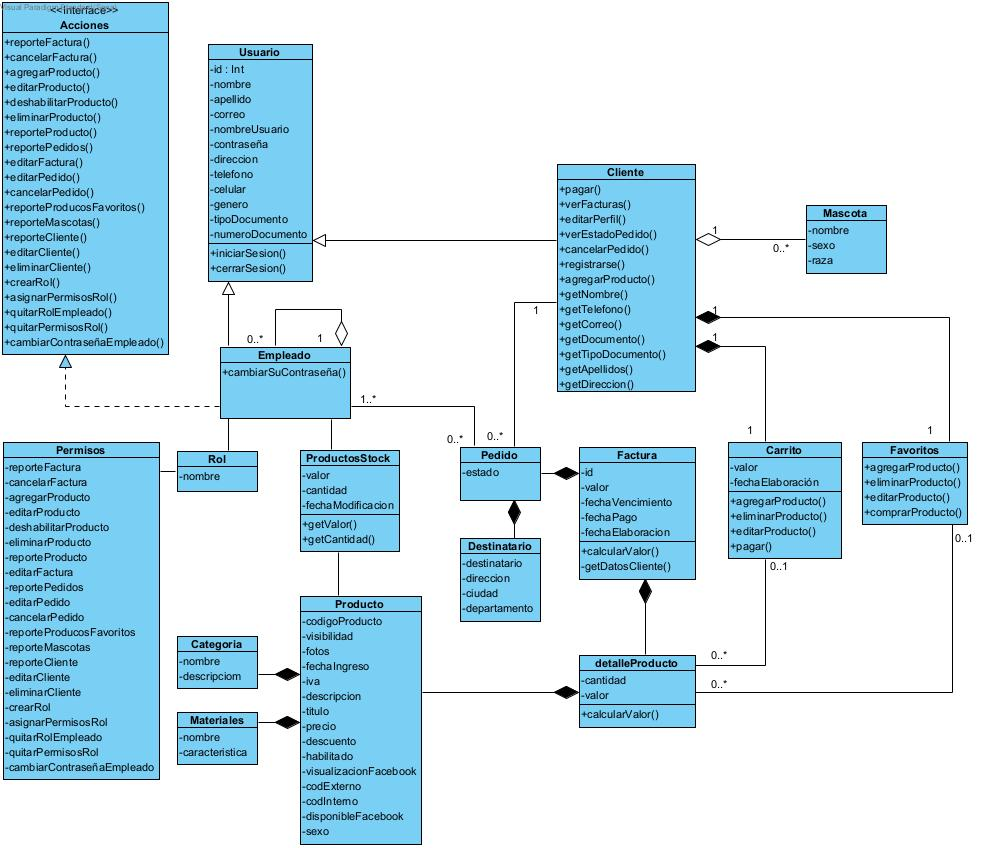 <<interface>>
Acciones
+reporteFactura()
+cancelarFactura()
+agregarProducto()
+editarProducto()
+deshabilitarProducto()
+eliminarProducto()
+reporteProducto()
+reportePedidos()
+editarFactura()
+editarPedido()
+cancelarPedido()
+reporteProducosFavoritos()
+reporteMascotas()
+reporteCliente()
+editarCliente()
+eliminarCliente()
+crearRol()
+asignarPermisosRol()
+quitarRolEmpleado()
+quitarPermisosRol()
+cambiarContraseñaEmpleado()
Usuario
-id : Int
-nombre
-apellido
-correo
-nombreUsuario
-contraseña
-direccion
-telefono
-celular
-genero
-tipoDocumento
-numeroDocumento
+iniciarSesion()
+cerrarSesion()
Cliente
+pagar()
+verFacturas()
+editarPerfil()
+verEstadoPedido()
+cancelarPedido()
+registrarse()
+agregarProducto()
+getNombre()
+getTelefono()
+getCorreo()
+getDocumento()
+getTipoDocumento()
+getApellidos()
+getDireccion()
1
0..*
Mascota
-nombre
-sexo
-raza
1
1
1
0..*
1
Empleado
+cambiarSuContraseña()
1..*
0..*
0..*
1
1
Permisos
-reporteFactura
-cancelarFactura
-agregarProducto
-editarProducto
-deshabilitarProducto
-eliminarProducto
-reporteProducto
-editarFactura
-reportePedidos
-editarPedido
-cancelarPedido
-reporteProducosFavoritos
-reporteMascotas
-reporteCliente
-editarCliente
-eliminarCliente
-crearRol
-asignarPermisosRol
-quitarRolEmpleado
-quitarPermisosRol
-cambiarContraseñaEmpleado
Rol
-nombre
ProductosStock
-valor
-cantidad
-fechaModificacion
+getValor()
+getCantidad()
Pedido
-estado
Factura
-id
-valor
-fechaVencimiento
-fechaPago
-fechaElaboracion
+calcularValor()
-getDatosCliente()
Carrito
-valor
-fechaElaboración
+agregarProducto()
+eliminarProducto()
+editarProducto()
+pagar()
0..1
Favoritos
+agregarProducto()
+eliminarProducto()
+editarProducto()
+comprarProducto()
0..1
Destinatario
-destinatario
-direccion
-ciudad
-departamento
Categoria
-nombre
-descripciom
Materiales
-nombre
-caracteristica
Producto
-codigoProducto
-visibilidad
-fotos
-fechaIngreso
-iva
-descripcion
-titulo
-precio
-descuento
-habilitado
-visualizacionFacebook
-codExterno
-codInterno
-disponibleFacebook
-sexo
detalleProducto
-cantidad
-valor
+calcularValor()
0..*
0..*